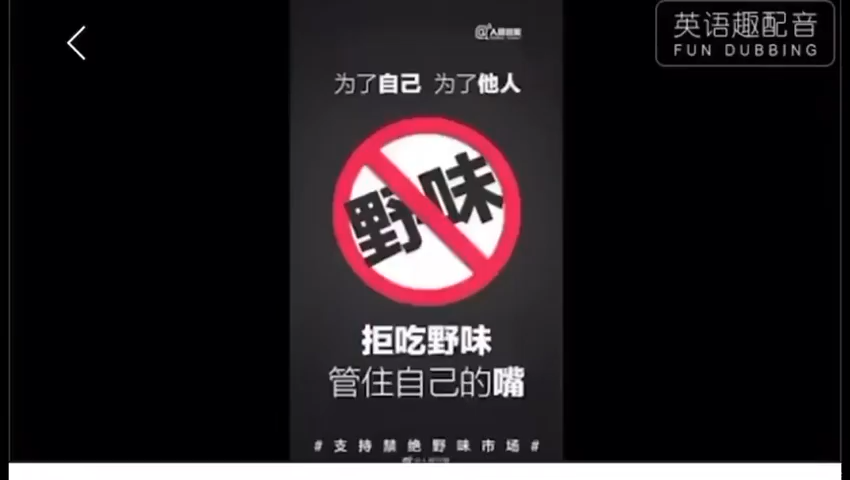 英语趣配音
FUN DUBBING
为了自己 为了他人
野味
拒吃野味
管住自己的嘴
#支持禁绝野味市场#